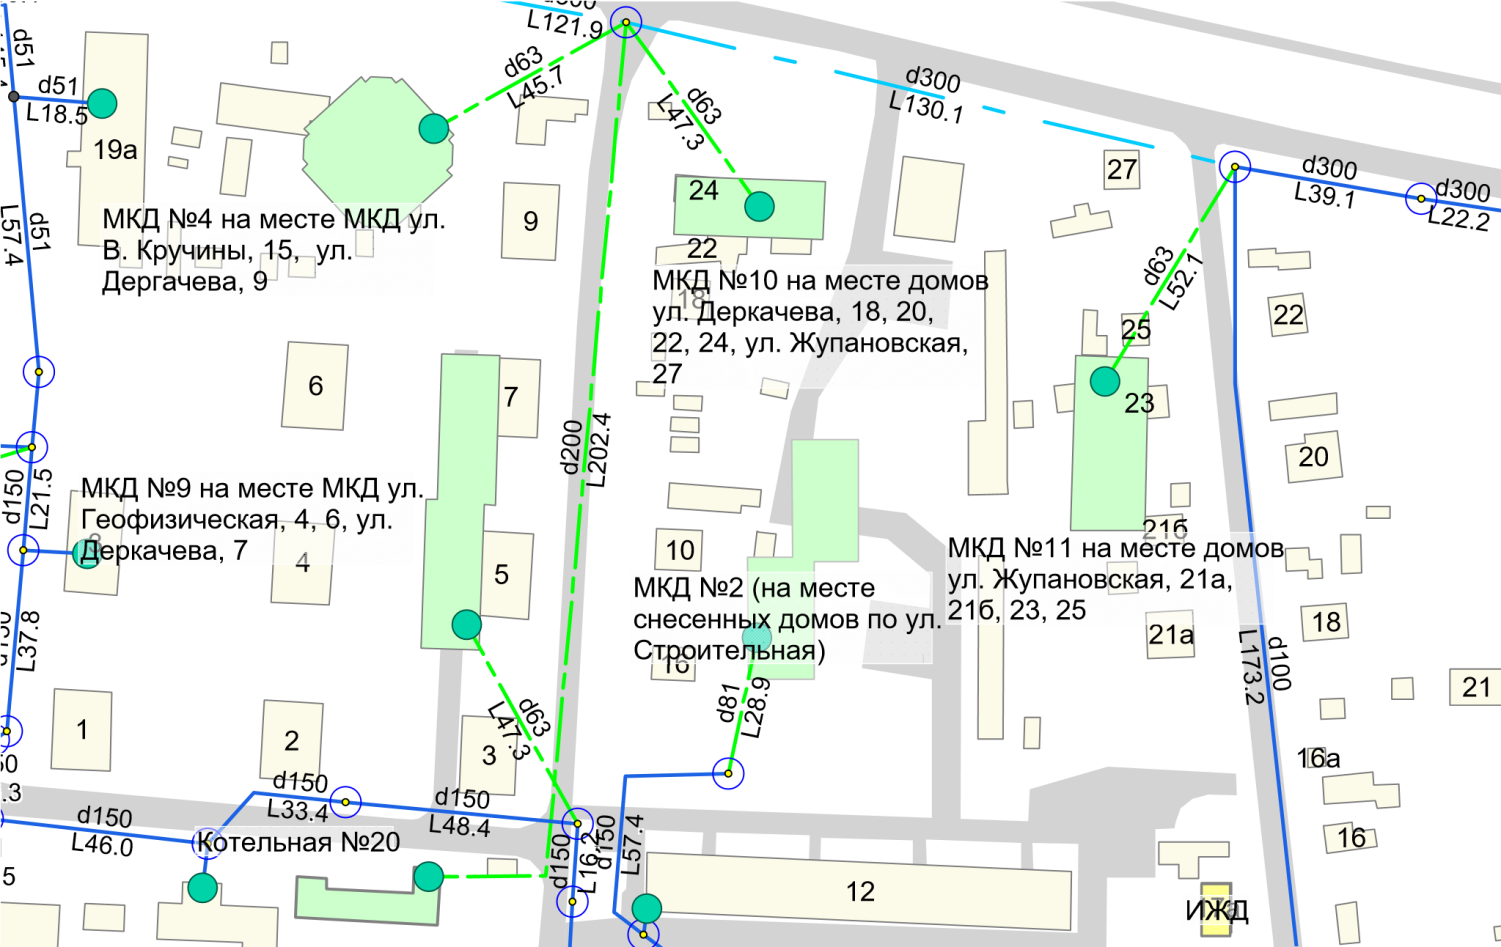 d300
L121.9
d51
d51
L18.5
19а
d63
L45.7
d63
L47.3
d300
L130.1
27
d300
L39.1
d300
L22.2
24
9
22
d51
L57.4
МКД №4 на месте МКД ул.
В. Кручины, 15, ул.
Дергачева, 9
МКД №10 на месте домов
ул. Деркачева, 18, 20,
22, 24, ул. Жупановская,
27
18
d63
L52.1
25
22
23
6
7
d200
L202.4
20
МКД №9 на месте МКД ул.
Геофизическая, 4, 6, ул.
Деркачева, 7
d150
L21.5
4
5
10
21б
МКД №11 на месте домов
ул. Жупановская, 21а,
21б, 23, 25
МКД №2 (на месте
снесенных домов по ул.
Строительная)
16
21а
18
d150
L37.8
d100
L173.2
21
d81
L28.9
d63
L47.3
1
2
3
16а
d150
L33.4
d150
L48.4
d150
L46.0
Котельная №20
d150
L16.2
d150
L57.4
16
5
12
ИЖД